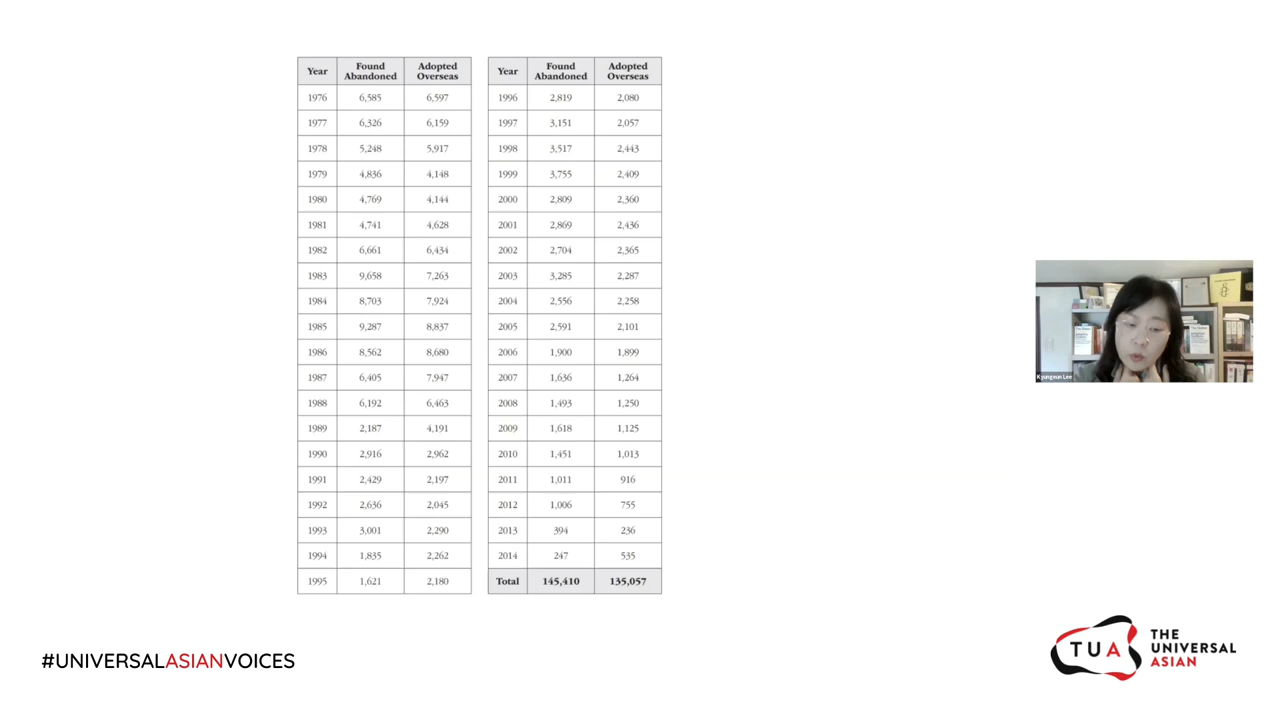 Year Found Abandoned Adopted Overseas
1976 6,585 6,597
1977 6,326 6,159
1978 5,248 5,917
1979 4,836 4,148
1980 4,769 4,144
1981 4,741 4,628
1982 6,661 6,434
1983 9,658 7,263
1984 8,703 7,924
1985 9,287 8,837
1986 8,562 8,680
1987 6,405 7,947
1988 6,192 6,463
1989 2,187 4,191
1990 2,916 2,962
1991 2,429 2,197
1992 2,636 2,045
1993 3,001 2,290
1994 1,835 2,262
1995 1,621 2,180
Year Found Abandoned Adopted Overseas
1996 2,819 2,080
1997 3,151 2,057
1998 3,517 2,443
1999 3,755 2,409
2000 2,809 2,360
2001 2,869 2,436
2002 2,704 2,365
2003 3,285 2,287
2004 2,556 2,258
2005 2,591 2,101
2006 1,900 1,899
2007 1,636 1,264
2008 1,493 1,250
2009 1,618 1,125
2010 1,451 1,013
2011 1,011 916
2012 1,006 755
2013 394 236
2014 247 535
Total 145,410 135,057
Kyungeun Lee
#UNIVERSALASIANVOICES
TUA
THE
UNIVERSAL
ASIAN